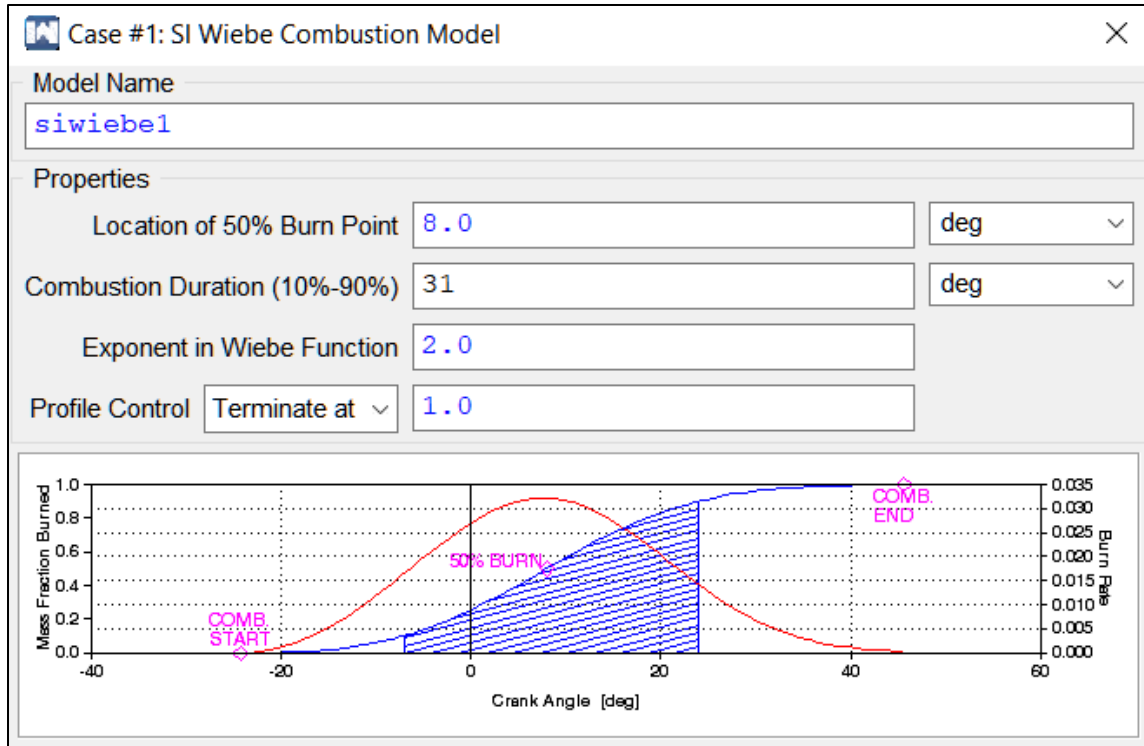 Case #1: SI Wiebe Combustion Model
Model Name
siwiebe1
Properties
Location of 50% Burn Point 8.0 deg
Combustion Duration (10%-90%) 31 deg
Exponent in Wiebe Function 2.0
Profile Control Terminate at 1.0
Mass Fraction Burned
1.0
0.8
0.6
0.4
0.2
0.0
COMB.
START
50% BURN
COMB.
END
0.035
0.030
0.025
0.020
0.015
0.010
0.005
0.000
Burn Rate
-40 -20 0 20 40 60
Crank Angle [deg]